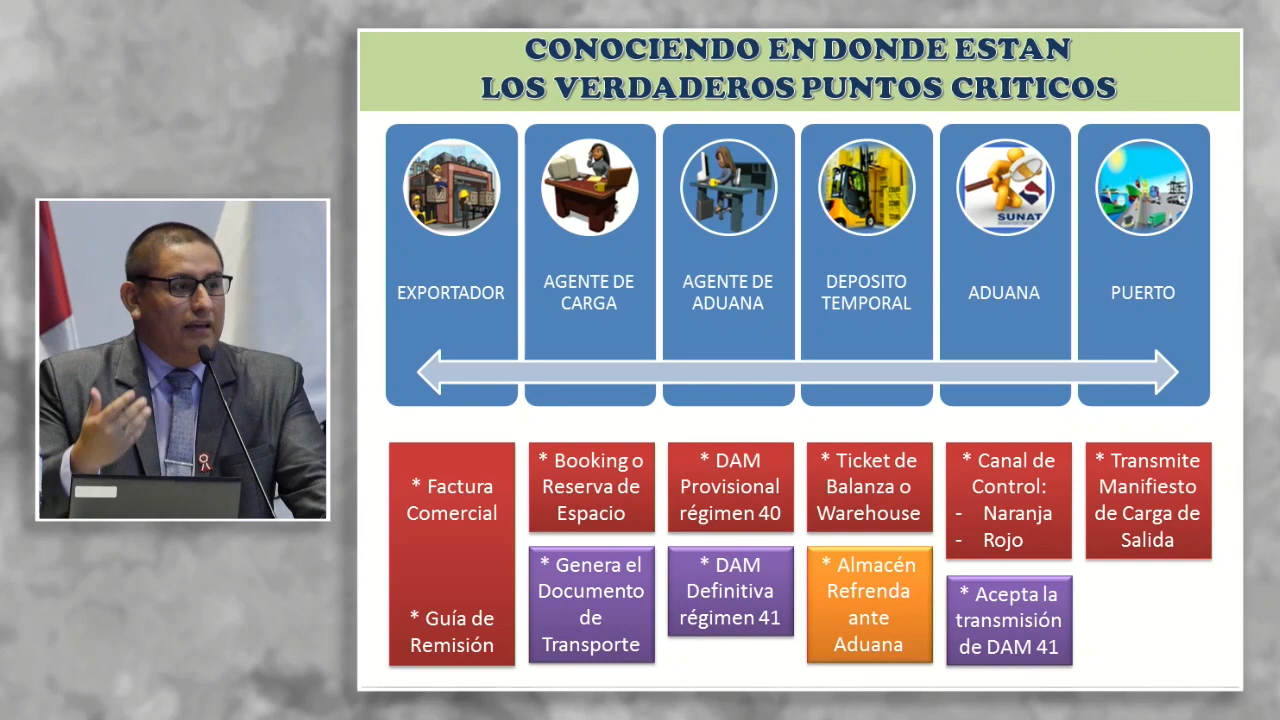 CONOCIENDO EN DONDE ESTAN
LOS VERDADEROS PUNTOS CRITICOS
SUNAT
EXPORTADOR
AGENTE DE
CARGA
AGENTE DE
ADUANA
DEPOSITO
TEMPORAL
ADUANA
PUERTO
* Factura
Comercial
* Guía de
Remisión
* Booking o
Reserva de
Espacio
* Genera el
Documento
de
Transporte
* DAM
Provisional
régimen 40
* DAM
Definitiva
régimen 41
* Ticket de
Balanza o
Warehouse
* Almacén
Refrenda
ante
Aduana
* Canal de
Control:
- Naranja
- Rojo
* Acepta la
transmisión
de DAM 41
* Transmite
Manifiesto
de Carga de
Salida